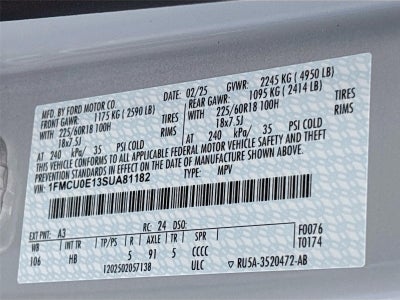 MFD. BY FORD MOTOR CO. DATE: 02/25 GVWR: 2245 KG (4950 LB)
FRONT GAWR: 1175 KG (2590 LB) REAR GAWR: 1095 KG (2414 LB)
WITH 225/60R18 100H TIRES WITH 225/60R18 100H TIRES
18x7.5J RIMS 18x7.5J RIMS
AT 240 kPa/ 35 PSI COLD AT 240 kPa/ 35 PSI COLD
THIS VEHICLE CONFORMS TO ALL APPLICABLE FEDERAL MOTOR VEHICLE SAFETY AND THEFT
PREVENTION STANDARDS IN EFFECT ON THE DATE OF MANUFACTURE SHOWN ABOVE.
VIN: 1FMCU0E13SUA81182 TYPE: MPV
EXT PNT: A3 RC: 24 DSO: F0076
WB INT TR TP/PS R AXLE TR SPR T0174
106 HB 5 91 5 CCCC
1202502057138 ULC RU5A-3520472-AB